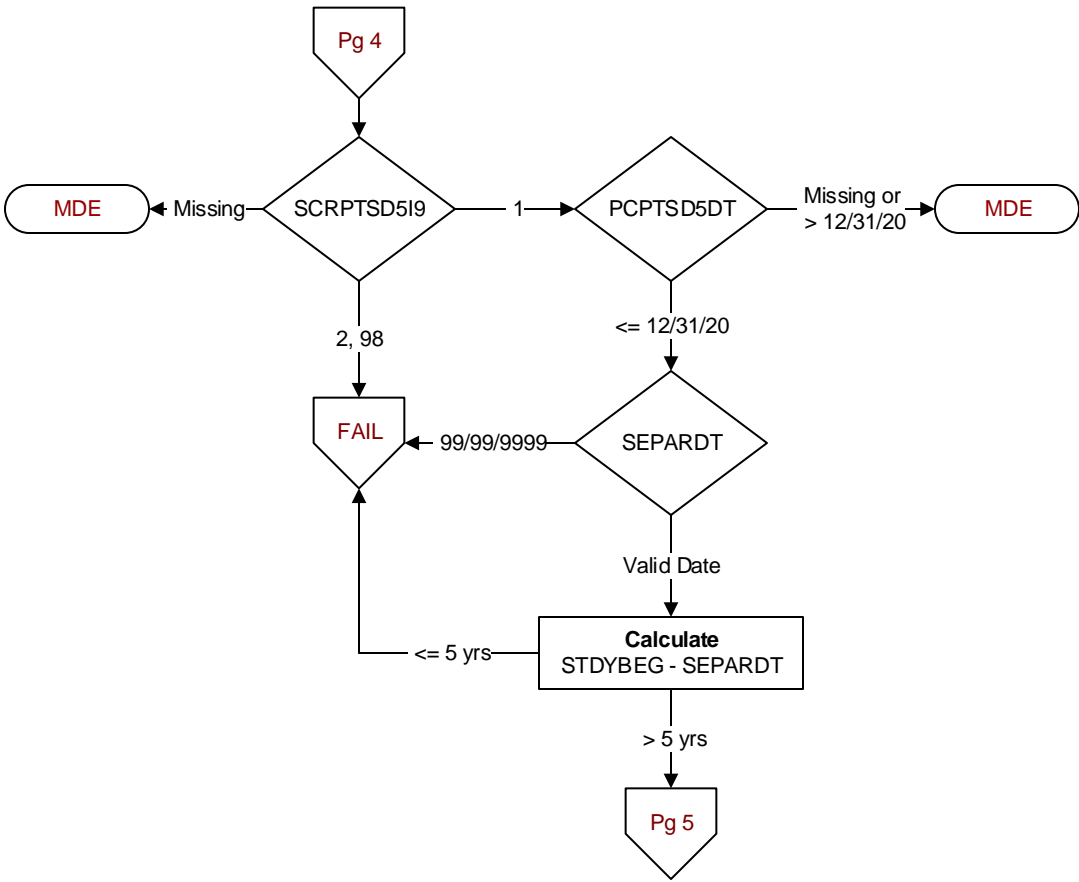 Pg 4
MDE
Missing
SCRPTSD5I9
1
PCPTSD5DT
Missing or
> 12/31/20
MDE
2, 98
<= 12/31/20
FAIL
99/99/9999
SEPARDT
Valid Date
Calculate
STDYBEG - SEPARDT
<= 5 yrs
> 5 yrs
Pg 5